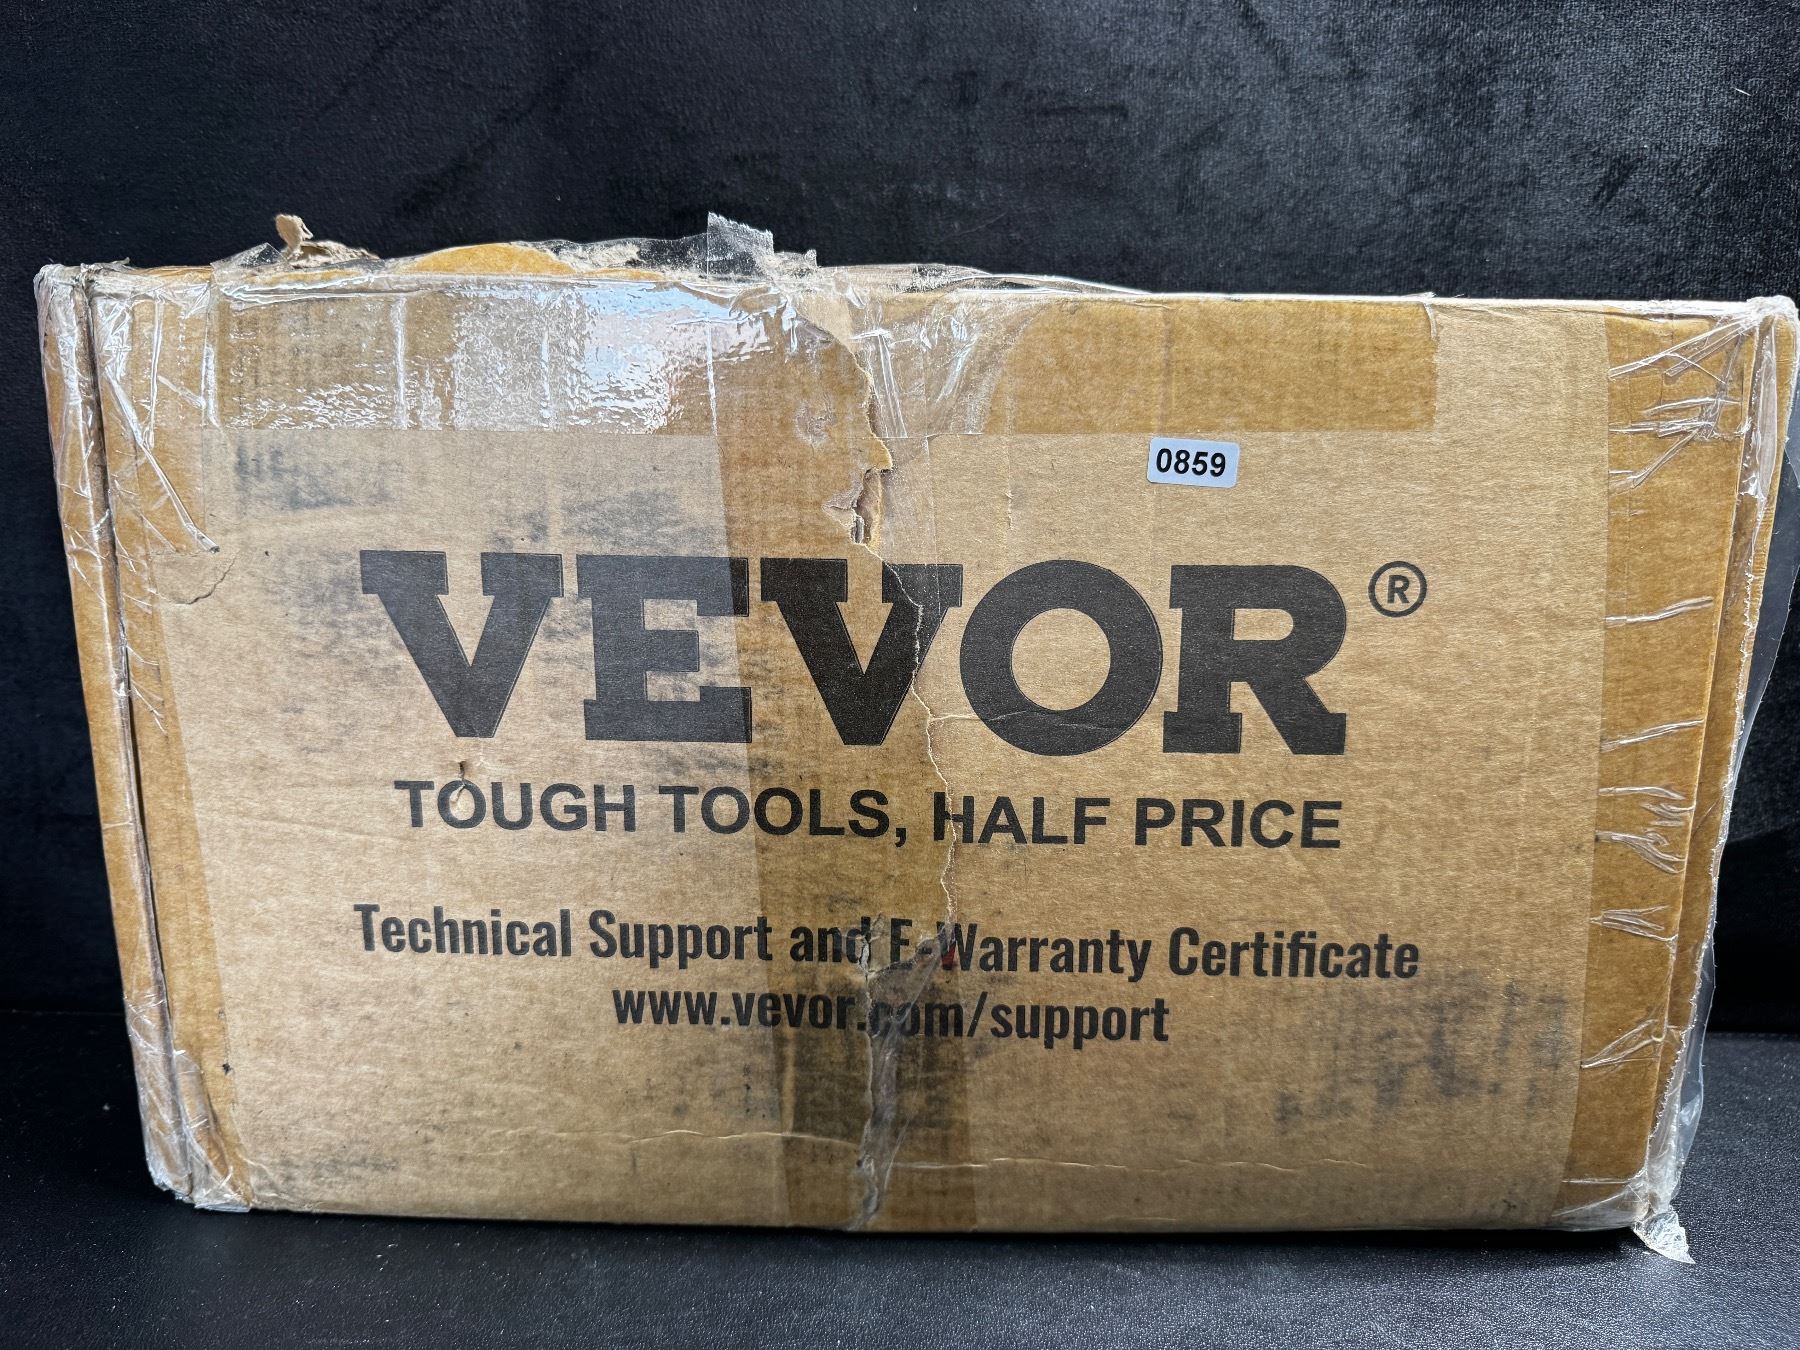 0859
VEVOR®
TOUGH TOOLS, HALF PRICE
Technical Support and E-Warranty Certificate
www.vevor.com/support